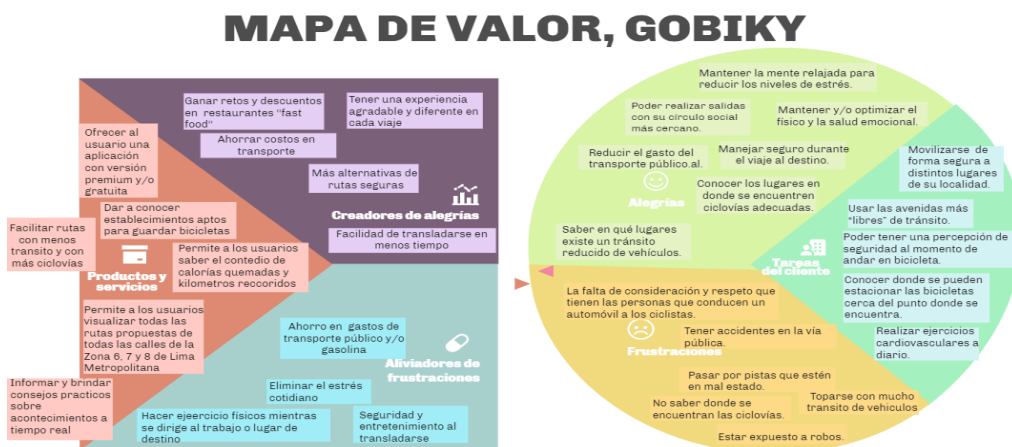 MAPA DE VALOR, GOBIKY
Ganar retos y descuentos
en restaurantes "fast
food"
Tener una experiencia
agradable y diferente en
cada viaje
Ahorrar costos en
transporte
Más alternativas de
rutas seguras
Creadores de alegrías
Facilidad de transladarse en
menos tiempo
Ofrecer al
usuario una
aplicación
con versión
premium y/o
gratuita
Dar a conocer
establecimientos aptos
para guardar bicicletas
Facilitar rutas
con menos
transito y con
más ciclovías
Permite a los usuarios
saber el contedio de
calorías quemadas y
kilometros reccoridos
Productos y
servicios
Permite a los usuarios
visualizar todas las
rutas propuestas de
todas las calles de la
Zona 6, 7 y 8 de Lima
Metropolitana
Informar y brindar
consejos practicos
sobre
acontecimientos a
tiempo real
Ahorro en gastos de
transporte público y/o
gasolina
Aliviadores de
frustraciones
Eliminar el estrés
cotidiano
Hacer ejeercicio físicos mientras
se dirige al trabajo o lugar de
destino
Seguridad y
entretenimiento al
transladarse
Mantener la mente relajada para
reducir los niveles de estrés.
Poder realizar salidas
con su círculo social
más cercano.
Mantener y/o optimizar el
físico y la salud emocional.
Reducir el gasto del
transporte público.al.
Manejar seguro durante
el viaje al destino.
Alegrías
Conocer los lugares en
donde se encuentren
ciclovías adecuadas.
Saber en qué lugares
existe un tránsito
reducido de vehículos.
Movilizarse de
forma segura a
distintos lugares
de su localidad.
Usar las avenidas más
"libres" de tránsito.
Poder tener una percepción de
seguridad al momento de
andar en bicicleta.
Tareas
del cliente
Conocer donde se pueden
estacionar las bicicletas
cerca del punto donde se
encuentra.
Realizar ejercicios
cardiovasculares a
diario.
La falta de consideración y respeto que
tienen las personas que conducen un
automóvil a los ciclistas.
Tener accidentes en la vía
pública.
Frustraciones
Pasar por pistas que estén
en mal estado.
No saber donde se
encuentran las ciclovías.
Toparse con mucho
transito de vehiculos
Estar expuesto a robos.